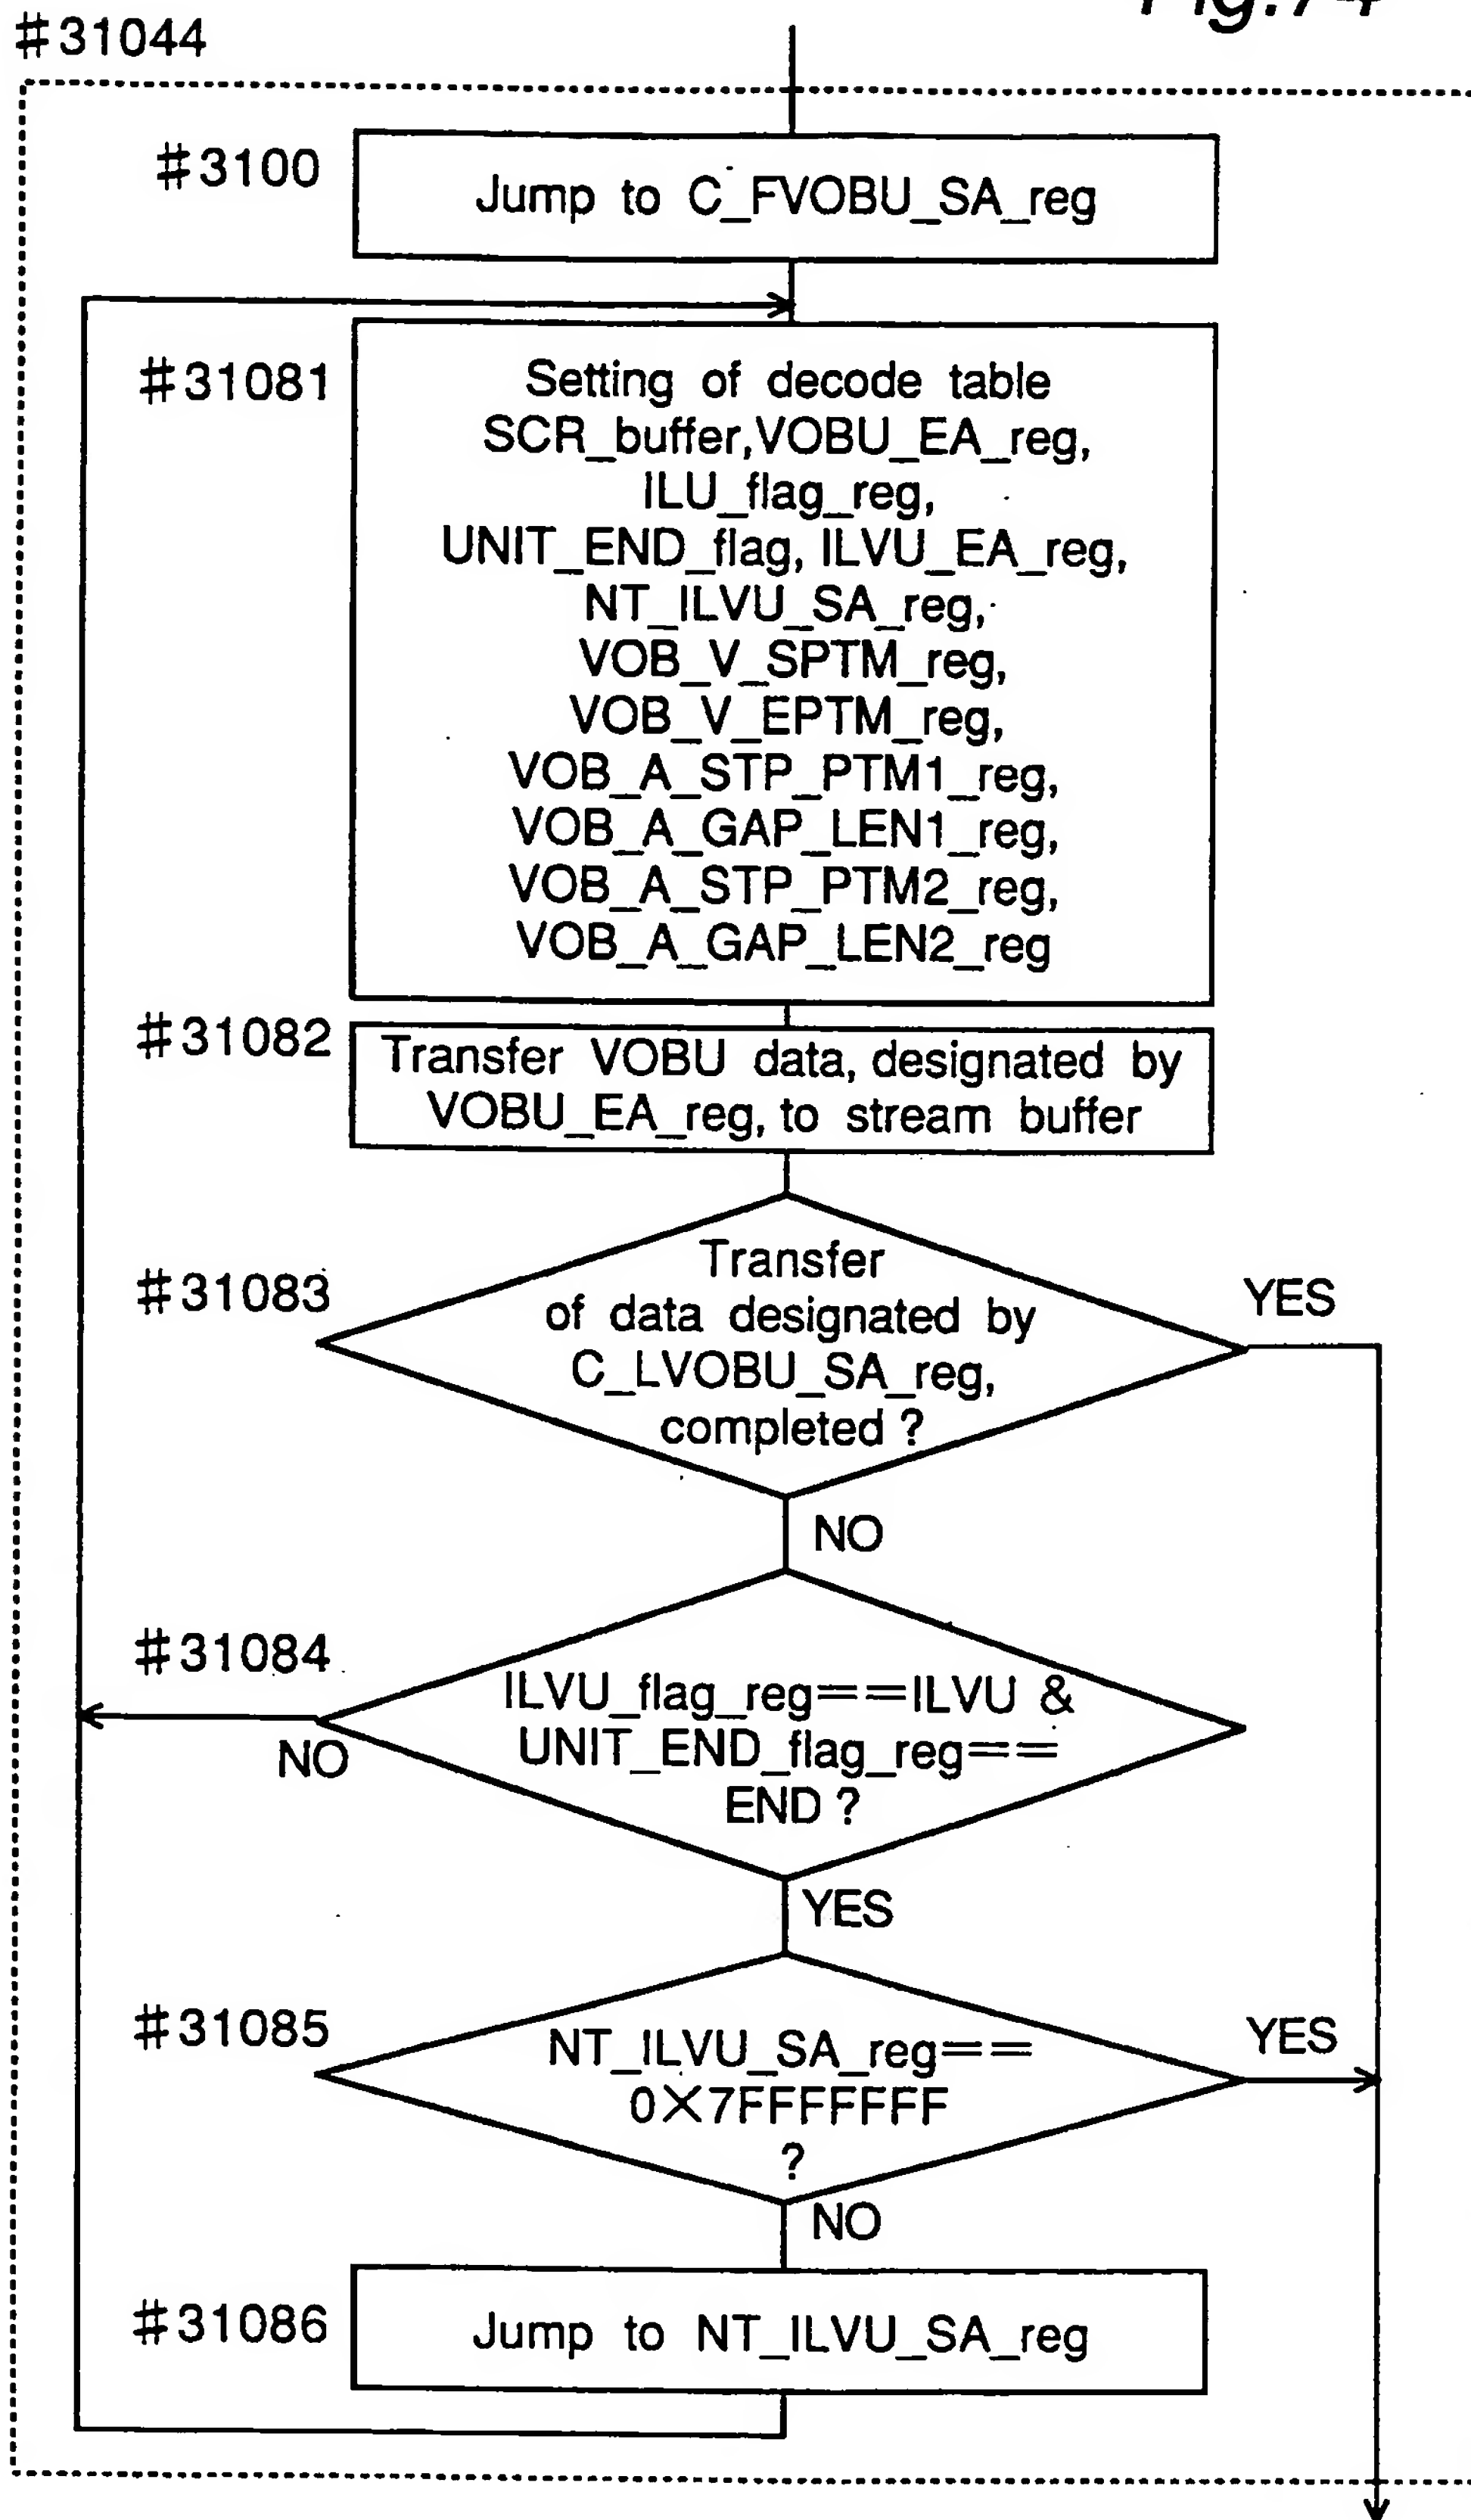 Fig.74
#31044
#3100
Jump to C_FVOBU_SA_reg
#31081
Setting of decode table
SCR_buffer,VOBU_EA_reg,
ILU_flag_reg,
UNIT_END_flag, ILVU_EA_reg,
NT_ILVU_SA_reg,
VOB_V_SPTM_reg,
VOB_V_EPTM_reg,
VOB_A_STP_PTM1_reg,
VOB_A_GAP_LEN1_reg,
VOB_A_STP_PTM2_reg,
VOB_A_GAP_LEN2_reg
#31082
Transfer VOBU data, designated by
VOBU_EA_reg, to stream buffer
#31083
Transfer
of data designated by
C_LVOBU_SA_reg,
completed ?
YES
NO
#31084
ILVU_flag_reg==ILVU &
UNIT_END_flag_reg==
END ?
NO
YES
#31085
NT_ILVU_SA_reg==
0X7FFFFFFF
?
YES
NO
#31086
Jump to NT_ILVU_SA_reg